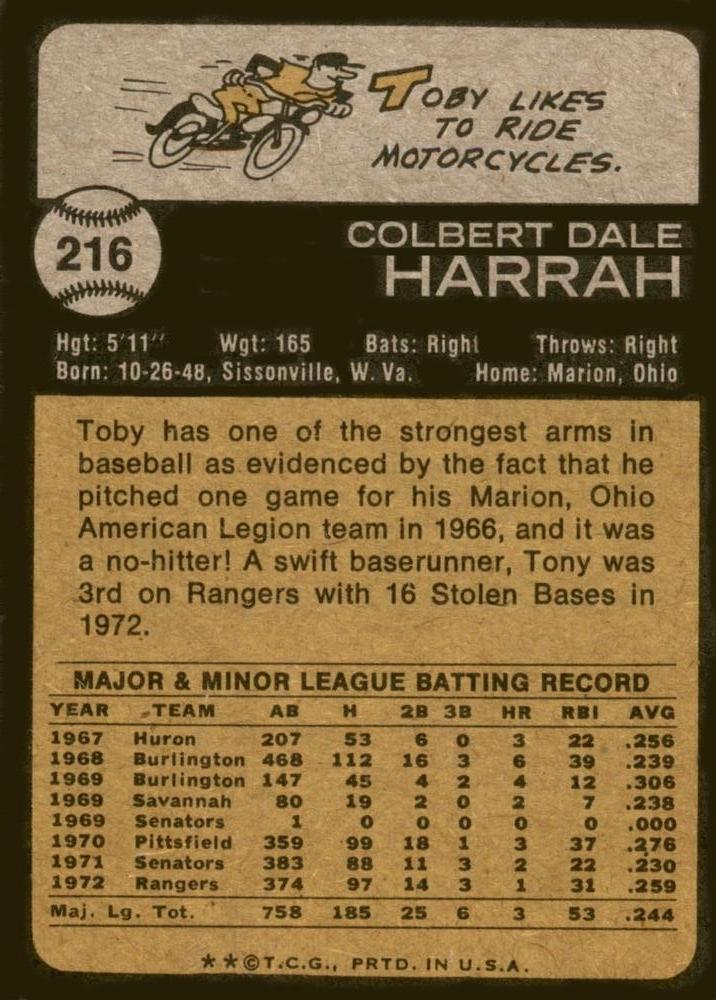 TOBY LIKES
TO RIDE
MOTORCYCLES.
216
COLBERT DALE
HARRAH
Hgt: 5'11" Wgt: 165 Bats: Right Throws: Right
Born: 10-26-48, Sissonville, W. Va. Home: Marion, Ohio
Toby has one of the strongest arms in
baseball as evidenced by the fact that he
pitched one game for his Marion, Ohio
American Legion team in 1966, and it was
a no-hitter! A swift baserunner, Tony was
3rd on Rangers with 16 Stolen Bases in
1972.
MAJOR & MINOR LEAGUE BATTING RECORD
YEAR TEAM AB H 2B 3B HR RBI AVG
1967 Huron 207 53 6 0 3 22 .256
1968 Burlington 468 112 16 3 6 39 .239
1969 Burlington 147 45 4 2 4 12 .306
1969 Savannah 80 19 2 0 2 7 .238
1969 Senators 1 0 0 0 0 0 .000
1970 Pittsfield 359 99 18 1 3 37 .276
1971 Senators 383 88 11 3 2 22 .230
1972 Rangers 374 97 14 3 1 31 .259
Maj. Lg. Tot. 758 185 25 6 3 53 .244
**©T.C.G., PRTD. IN U.S.A.